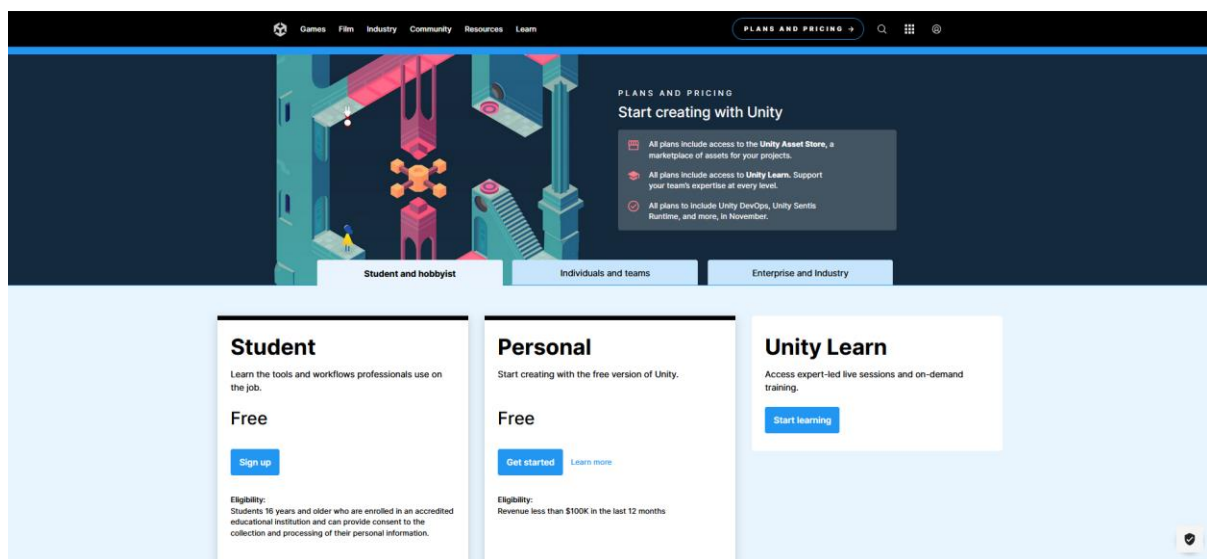 Games Film Industry Community Resources Learn
PLANS AND PRICING →
PLANS AND PRICING
Start creating with Unity
All plans include access to the Unity Asset Store, a
marketplace of assets for your projects.
All plans include access to Unity Learn. Support
your team's expertise at every level.
All plans to include Unity DevOps, Unity Sentis
Runtime, and more, in November.
Student and hobbyist
Individuals and teams
Enterprise and Industry
Student
Learn the tools and workflows professionals use on
the job.
Free
Sign up
Eligibility:
Students 16 years and older who are enrolled in an accredited
educational institution and can provide consent to the
collection and processing of their personal information.
Personal
Start creating with the free version of Unity.
Free
Get started
Learn more
Eligibility:
Revenue less than $100K in the last 12 months
Unity Learn
Access expert-led live sessions and on-demand
training.
Start learning